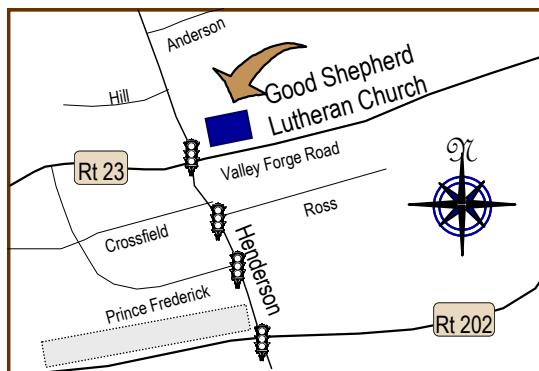 Anderson
Good Shepherd
Lutheran Church
Hill
N
Rt 23
Valley Forge Road
Ross
Crossfield
Henderson
Prince Frederick
Rt 202